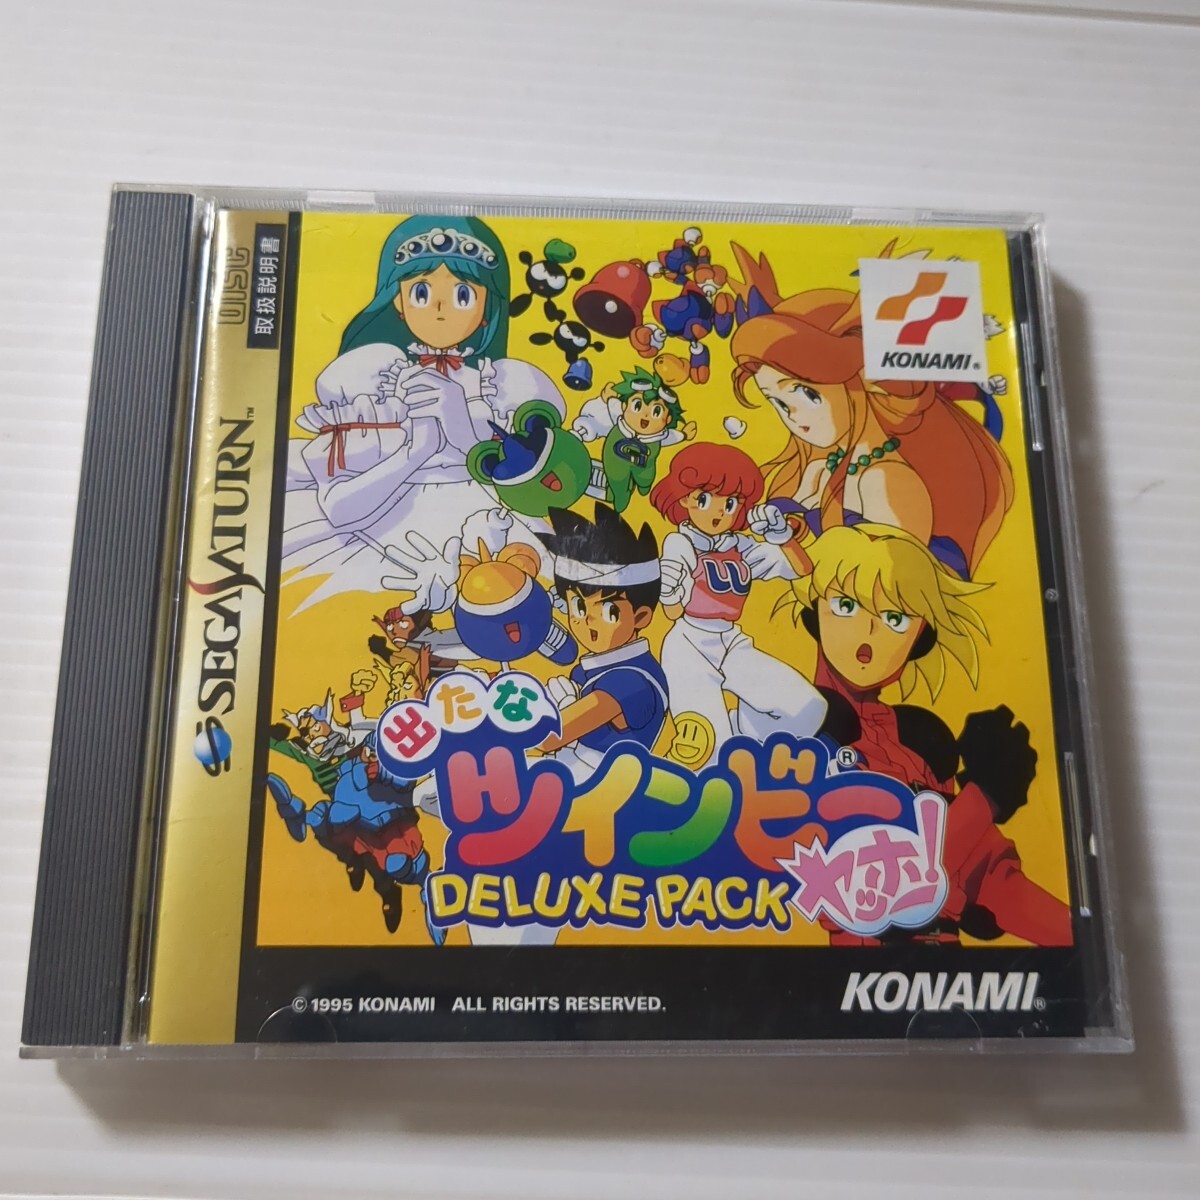 DISC
取扱説明書
SEGA SATURN™
KONAMI®
出たな
ツインビー®
ヤッホー!
DELUXE PACK
© 1995 KONAMI ALL RIGHTS RESERVED.
KONAMI®